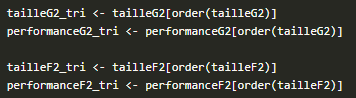 tailleG2_tri <- tailleG2[order(tailleG2)]
performanceG2_tri <- performanceG2[order(tailleG2)]
tailleF2_tri <- tailleF2[order(tailleF2)]
performanceF2_tri <- performanceF2[order(tailleF2)]